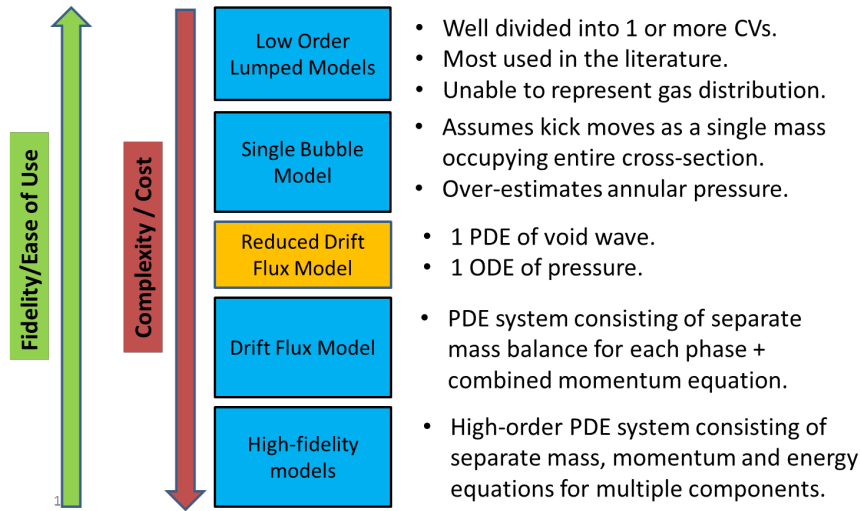 Fidelity/Ease of Use
Complexity / Cost
Low Order
Lumped Models
• Well divided into 1 or more CVs.
• Most used in the literature.
• Unable to represent gas distribution.
Single Bubble
Model
• Assumes kick moves as a single mass
occupying entire cross-section.
• Over-estimates annular pressure.
Reduced Drift
Flux Model
• 1 PDE of void wave.
• 1 ODE of pressure.
Drift Flux Model
• PDE system consisting of separate
mass balance for each phase +
combined momentum equation.
High-fidelity
models
• High-order PDE system consisting of
separate mass, momentum and energy
equations for multiple components.
1